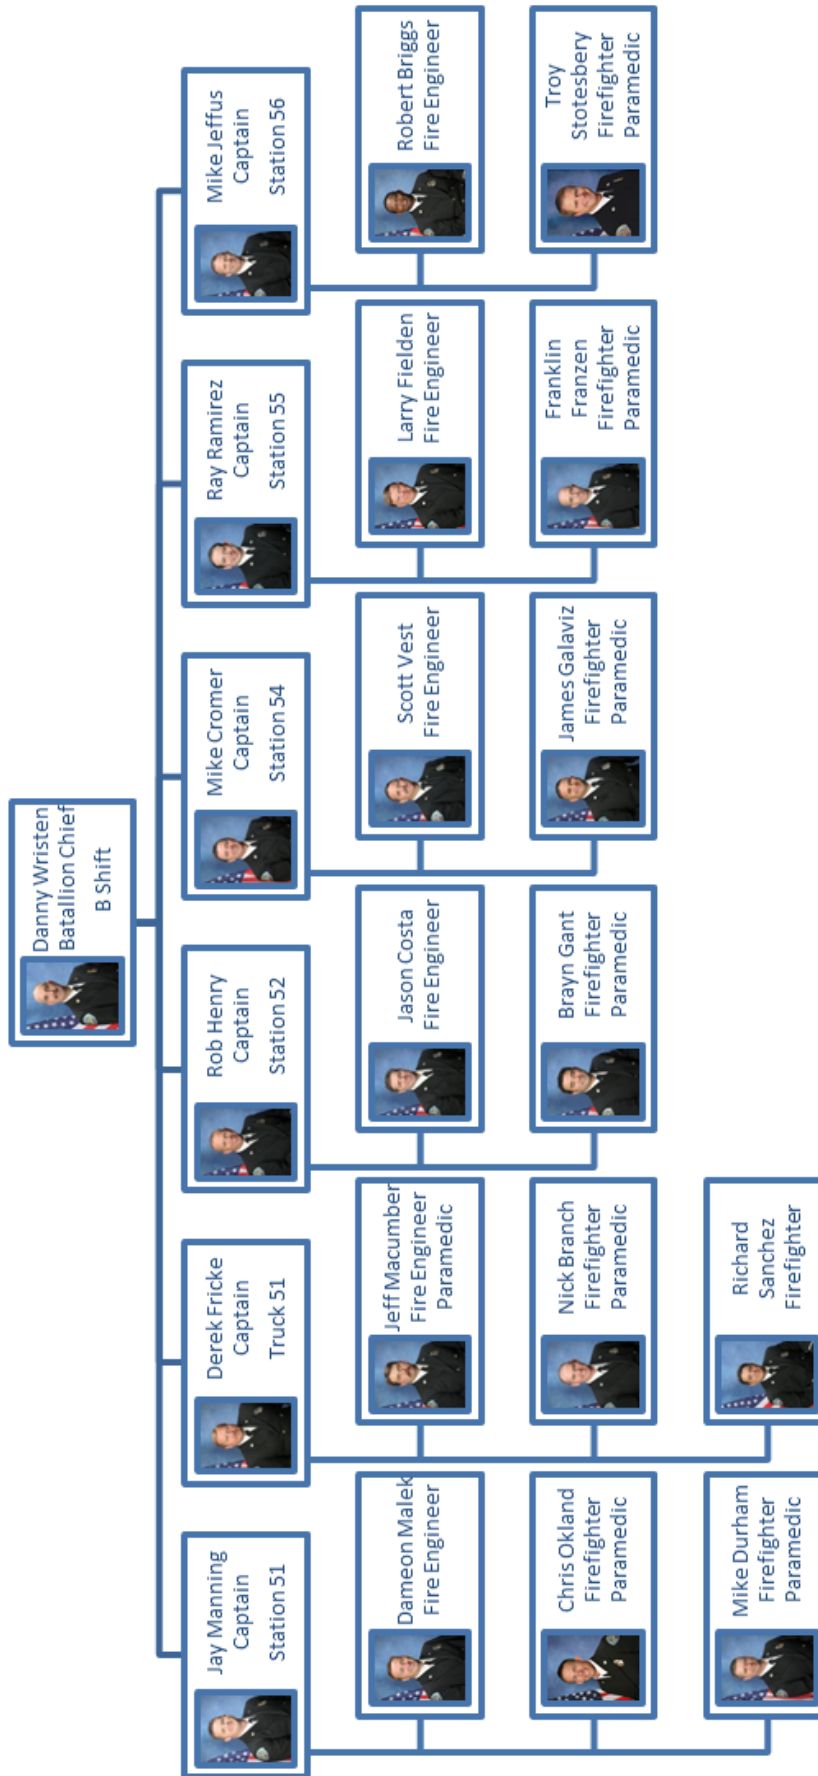 Danny Wristen
Batallion Chief
B Shift
Jay Manning
Captain
Station 51
Derek Fricke
Captain
Truck 51
Rob Henry
Captain
Station 52
Mike Cromer
Captain
Station 54
Ray Ramirez
Captain
Station 55
Mike Jeffus
Captain
Station 56
Dameon Malek
Fire Engineer
Jeff Macumber
Fire Engineer
Paramedic
Jason Costa
Fire Engineer
Scott Vest
Fire Engineer
Larry Fielden
Fire Engineer
Robert Briggs
Fire Engineer
Chris Okland
Firefighter
Paramedic
Nick Branch
Firefighter
Paramedic
Brayn Gant
Firefighter
Paramedic
James Galaviz
Firefighter
Paramedic
Franklin
Franzen
Firefighter
Paramedic
Troy
Stotesbery
Firefighter
Paramedic
Mike Durham
Firefighter
Paramedic
Richard
Sanchez
Firefighter